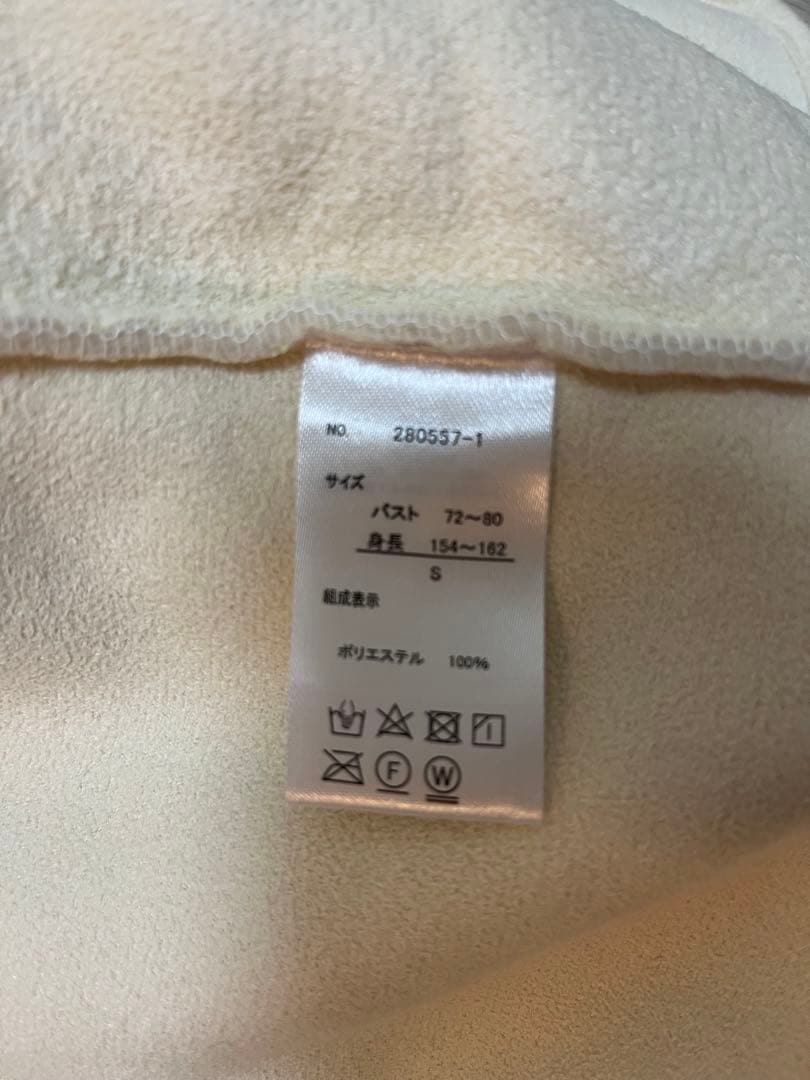 NO. 280557-1
サイズ
バスト 72～80
身長 154～162
S
組成表示
ポリエステル 100%
F W